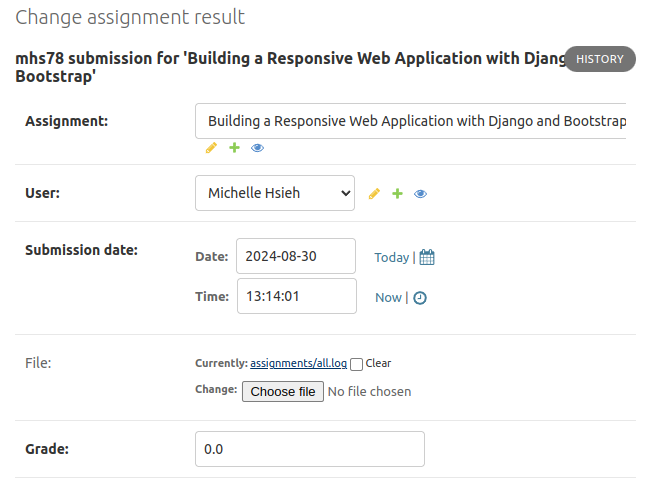 Change assignment result
mhs78 submission for 'Building a Responsive Web Application with Djang
HISTORY
Bootstrap'
Assignment: Building a Responsive Web Application with Django and Bootstrap
User: Michelle Hsieh
Submission date: Date: 2024-08-30 Today |
Time: 13:14:01 Now |
File: Currently: assignments/all.log Clear
Change: Choose file No file chosen
Grade: 0.0